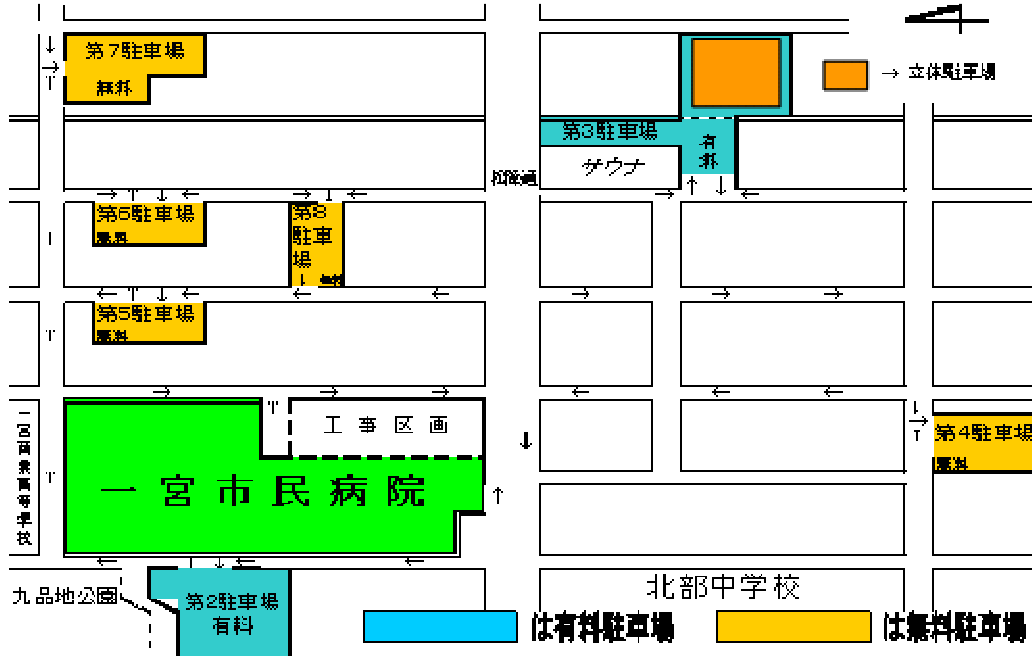 第7駐車場
無料
→ 立体駐車場
第3駐車場
有料
サウナ
第6駐車場
無料
第8
駐車
場
無料
第5駐車場
無料
工事区画
第4駐車場
無料
一宮市民病院
一宮商業高等学校
九品地公園
第2駐車場
有料
北部中学校
は有料駐車場
は無料駐車場